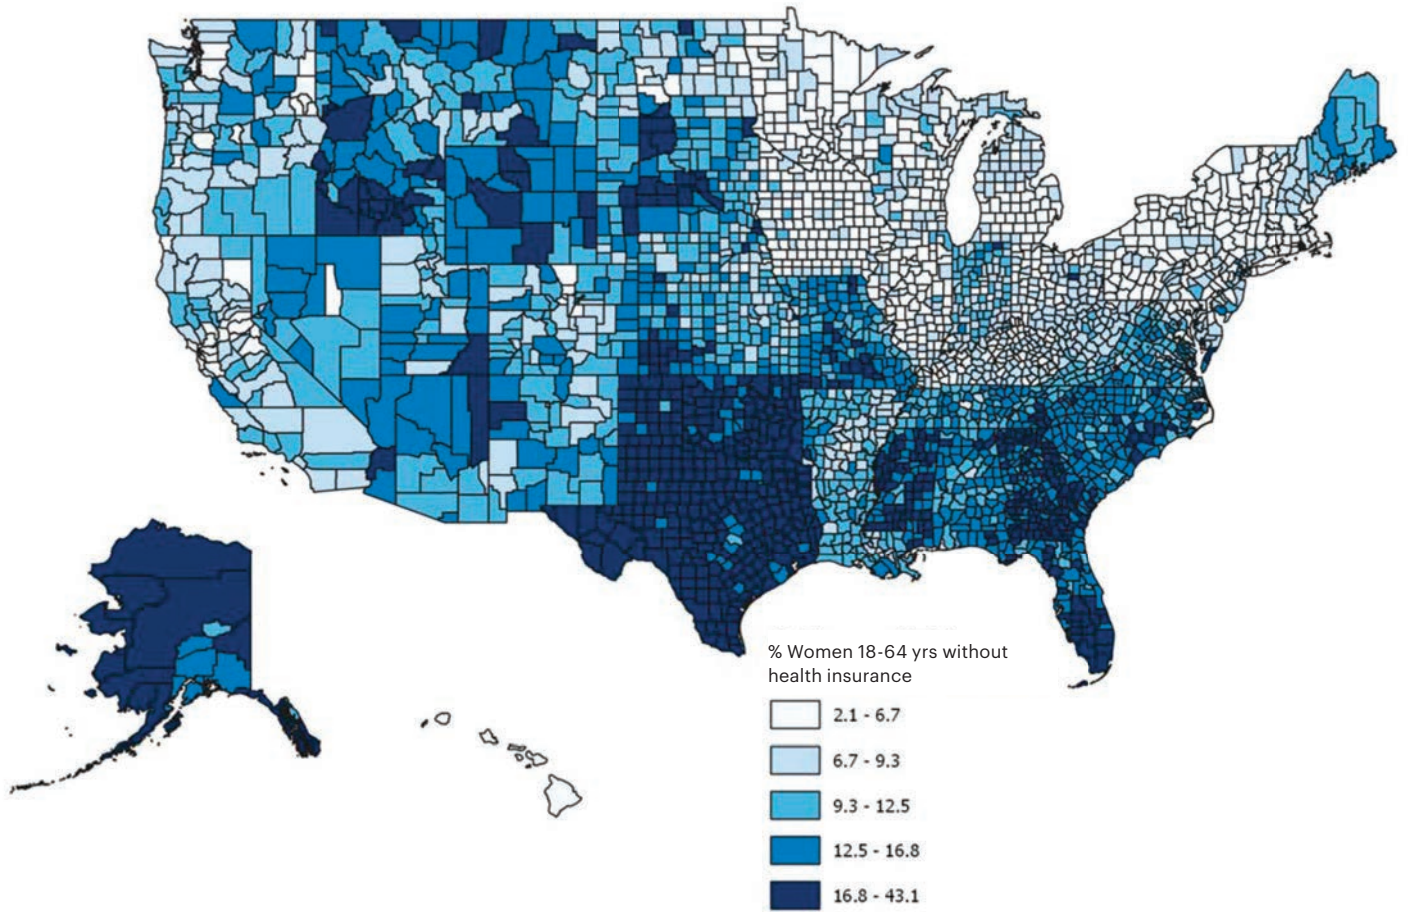 % Women 18-64 yrs without
health insurance
2.1 - 6.7
6.7 - 9.3
9.3 - 12.5
12.5 - 16.8
16.8 - 43.1